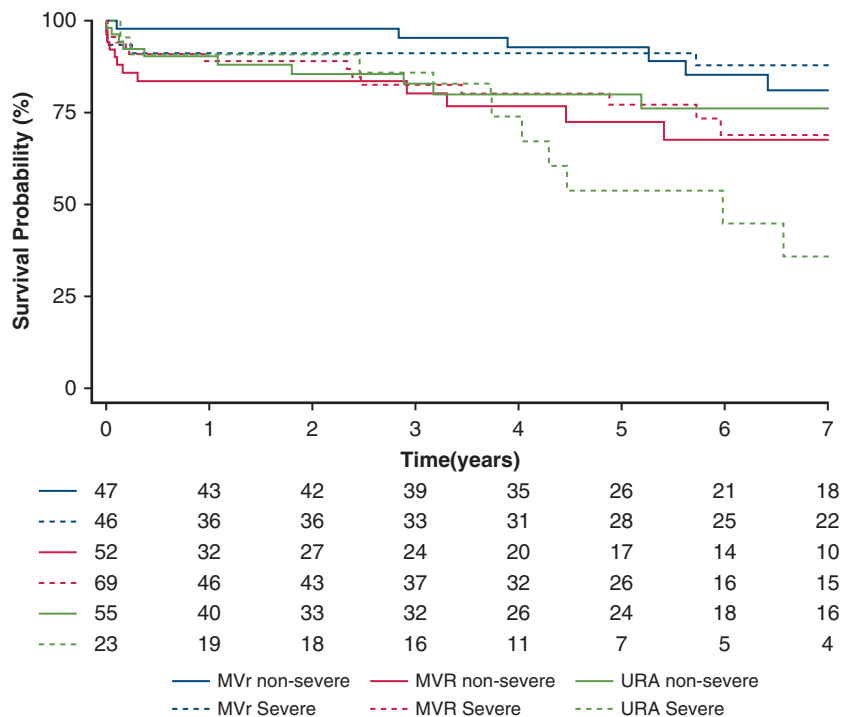 100
75
50
25
0
Survival Probability (%)
0 1 2 3 4 5 6 7
Time(years)
47 43 42 39 35 26 21 18
46 36 36 33 31 28 25 22
52 32 27 24 20 17 14 10
69 46 43 37 32 26 16 15
55 40 33 32 26 24 18 16
23 19 18 16 11 7 5 4
MVr non-severe MVR non-severe URA non-severe
MVr Severe MVR Severe URA Severe